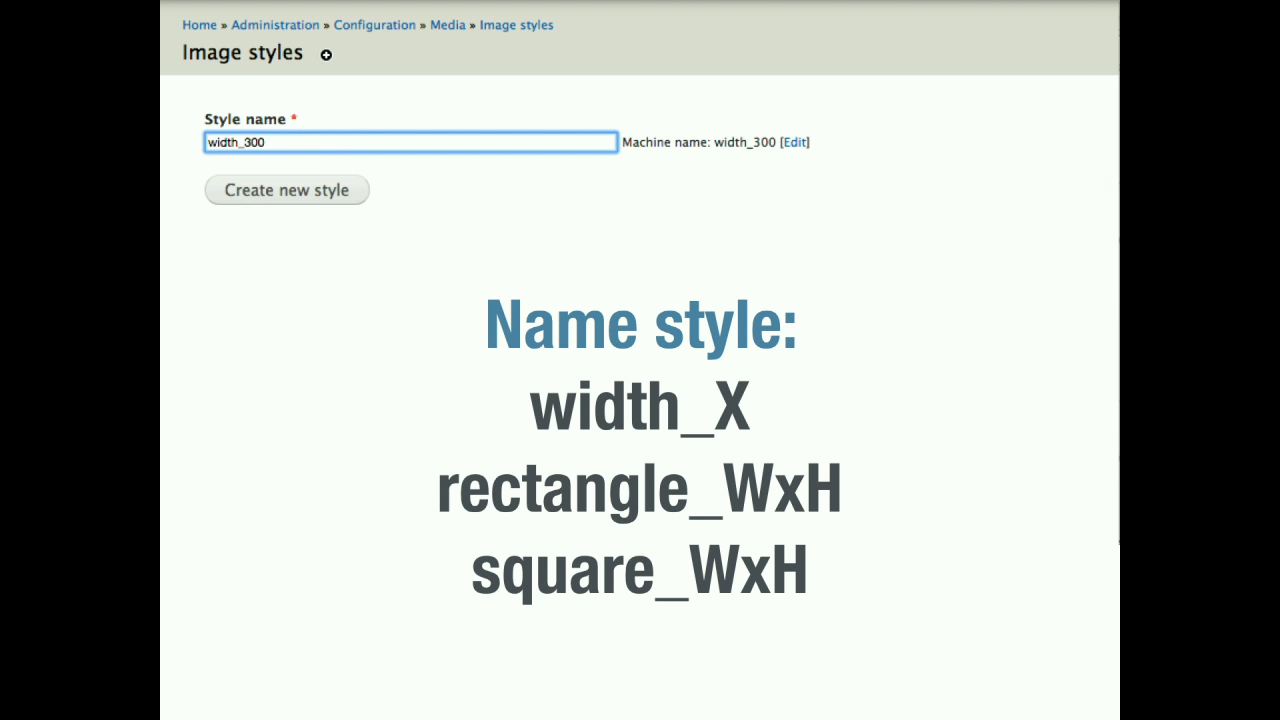 Home » Administration » Configuration » Media » Image styles
Image styles
Style name *
width_300 Machine name: width_300 [Edit]
Create new style
Name style:
width_X
rectangle_WxH
square_WxH